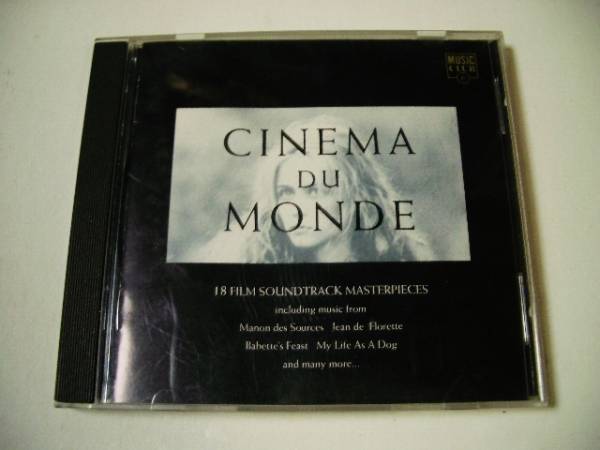 MUSIC
CLUB
CINEMA
DU
MONDE
18 FILM SOUNDTRACK MASTERPIECES
including music from
Manon des Sources Jean de Florette
Babette's Feast My Life As A Dog
and many more...